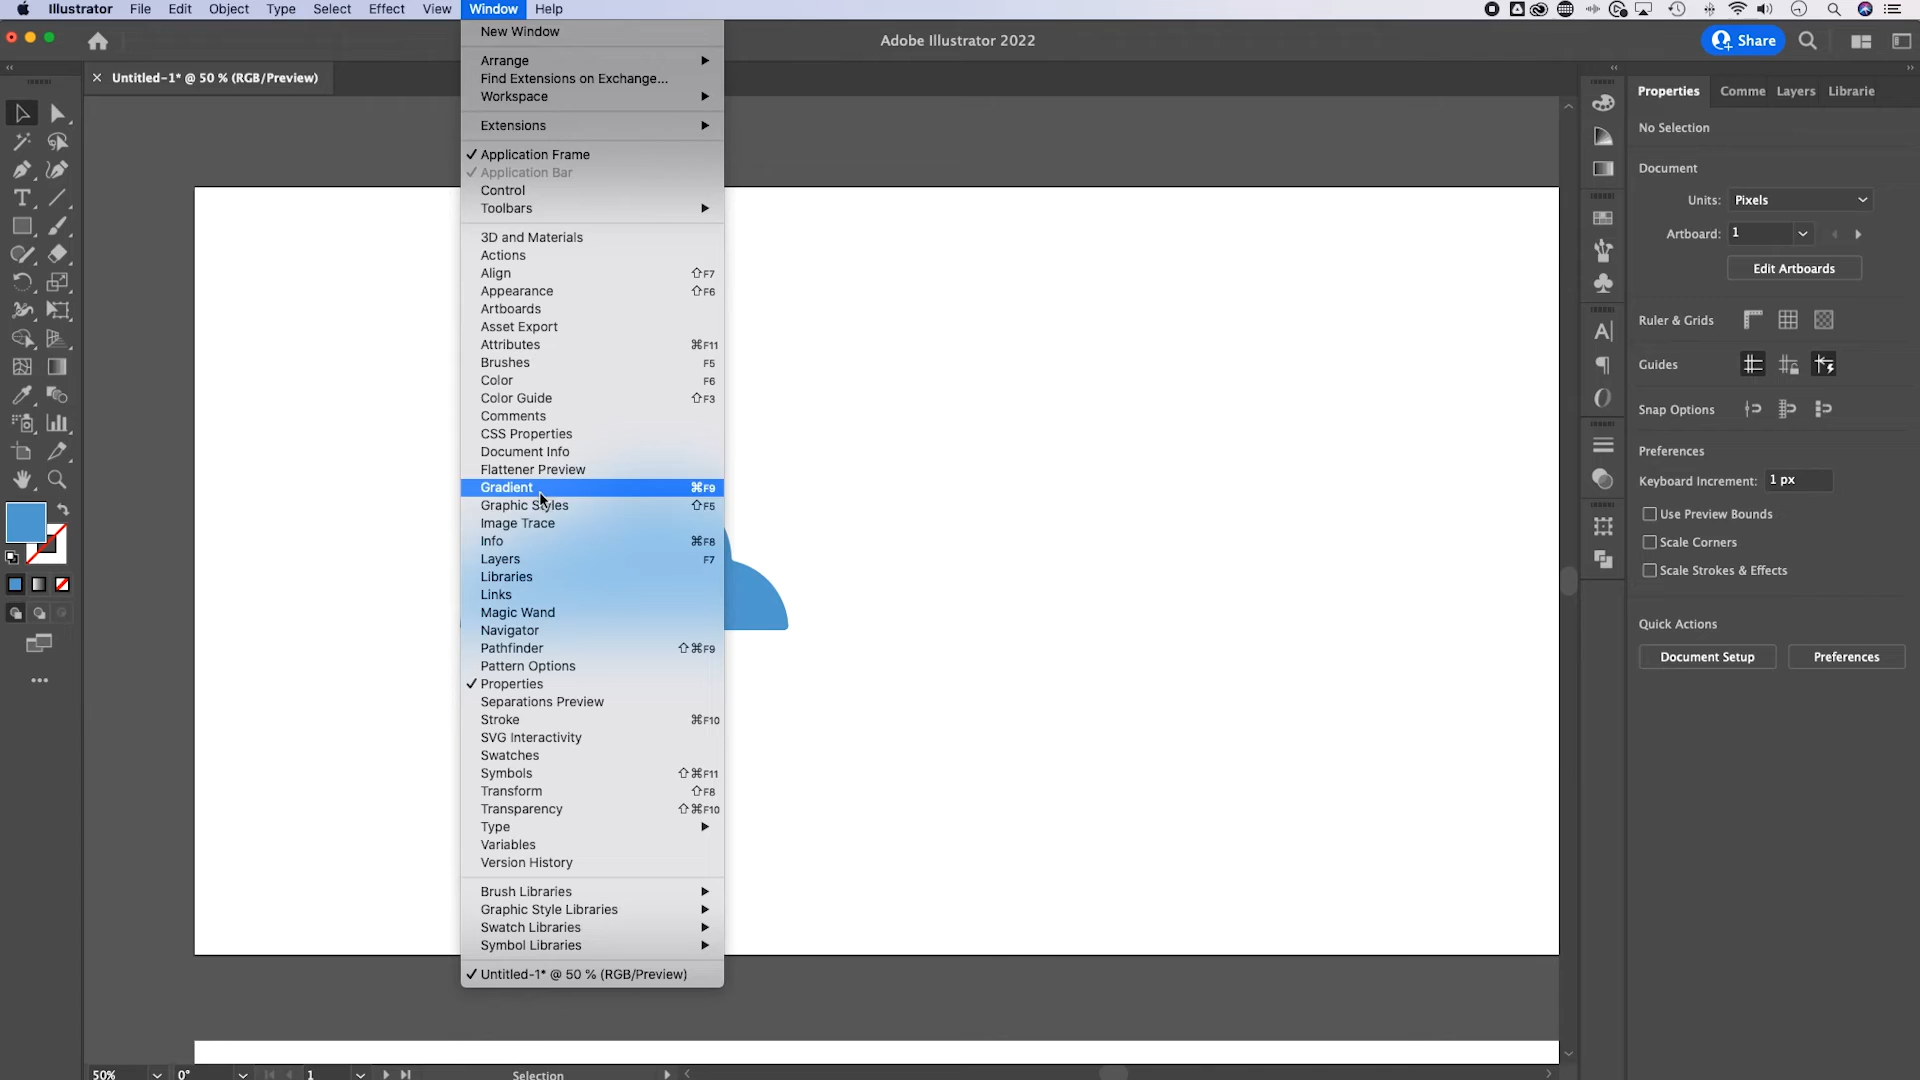 Illustrator File Edit Object Type Select Effect View Window Help
Adobe Illustrator 2022
Share
Untitled-1* @ 50 % (RGB/Preview)
New Window
Arrange
Find Extensions on Exchange...
Workspace
Extensions
Application Frame
Application Bar
Control
Toolbars
3D and Materials
Actions
Align ⇧F7
Appearance ⇧F6
Artboards
Asset Export
Attributes ⌘F11
Brushes F5
Color F6
Color Guide ⇧F3
Comments
CSS Properties
Document Info
Flattener Preview
Gradient ⌘F9
Graphic Styles ⇧F5
Image Trace
Info ⌘F8
Layers F7
Libraries
Links
Magic Wand
Navigator
Pathfinder ⇧⌘F9
Pattern Options
Properties
Separations Preview
Stroke ⌘F10
SVG Interactivity
Swatches
Symbols ⇧⌘F11
Transform ⇧F8
Transparency ⇧⌘F10
Type
Variables
Version History
Brush Libraries
Graphic Style Libraries
Swatch Libraries
Symbol Libraries
Untitled-1* @ 50 % (RGB/Preview)
Properties Comme Layers Librarie
No Selection
Document
Units: Pixels
Artboard: 1
Edit Artboards
Ruler & Grids
Guides
Snap Options
Preferences
Keyboard Increment: 1 px
Use Preview Bounds
Scale Corners
Scale Strokes & Effects
Quick Actions
Document Setup Preferences
50% 0° 1 Selection